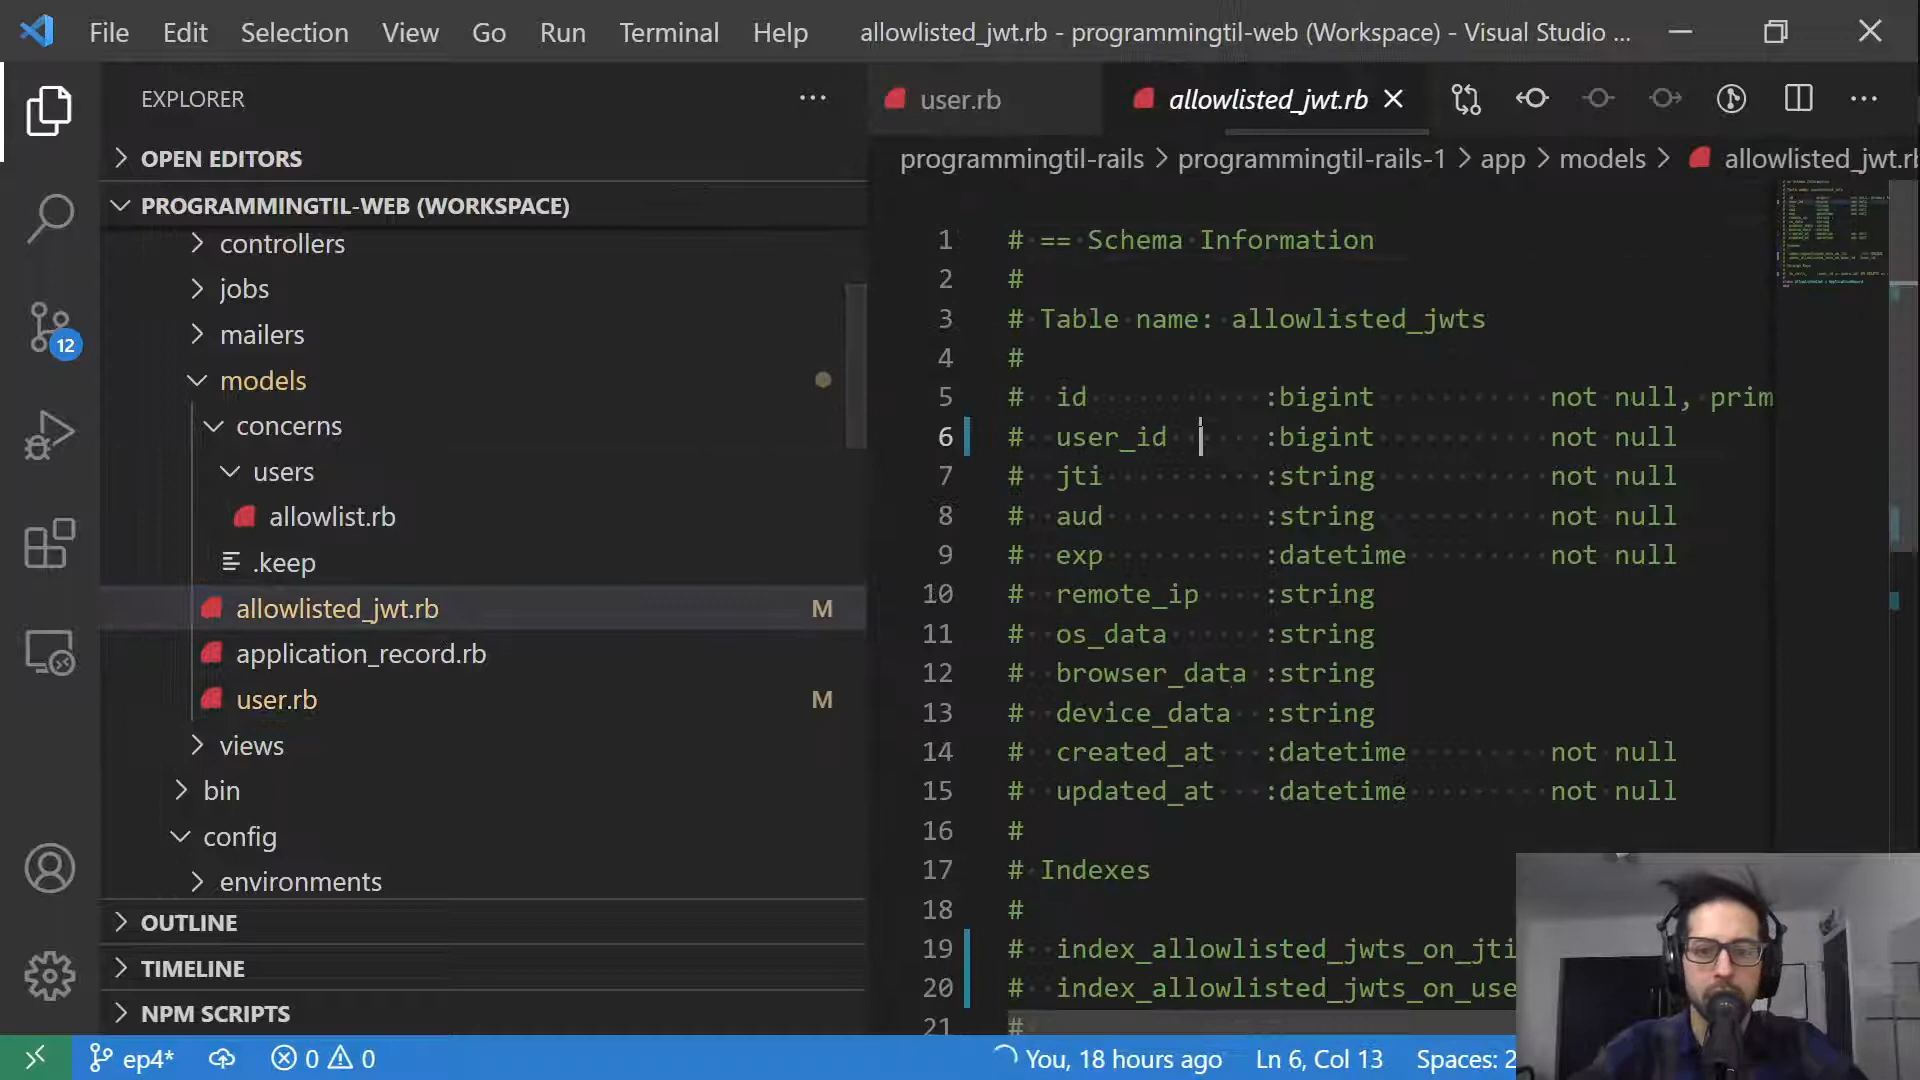 File Edit Selection View Go Run Terminal Help allowlisted_jwt.rb - programmingtil-web (Workspace) - Visual Studio ...
EXPLORER
OPEN EDITORS
PROGRAMMINGTIL-WEB (WORKSPACE)
controllers
jobs
mailers
models
concerns
users
allowlist.rb
.keep
allowlisted_jwt.rb M
application_record.rb
user.rb M
views
bin
config
environments
OUTLINE
TIMELINE
NPM SCRIPTS
12
user.rb allowlisted_jwt.rb
programmingtil-rails > programmingtil-rails-1 > app > models > allowlisted_jwt.rb
1 # == Schema Information
2 #
3 # Table name: allowlisted_jwts
4 #
5 # id :bigint not null, prim
6 # user_id :bigint not null
7 # jti :string not null
8 # aud :string not null
9 # exp :datetime not null
10 # remote_ip :string
11 # os_data :string
12 # browser_data :string
13 # device_data :string
14 # created_at :datetime not null
15 # updated_at :datetime not null
16 #
17 # Indexes
18 #
19 # index_allowlisted_jwts_on_jti
20 # index_allowlisted_jwts_on_use
21 #
ep4* 0 0 You, 18 hours ago Ln 6, Col 13 Spaces: 2